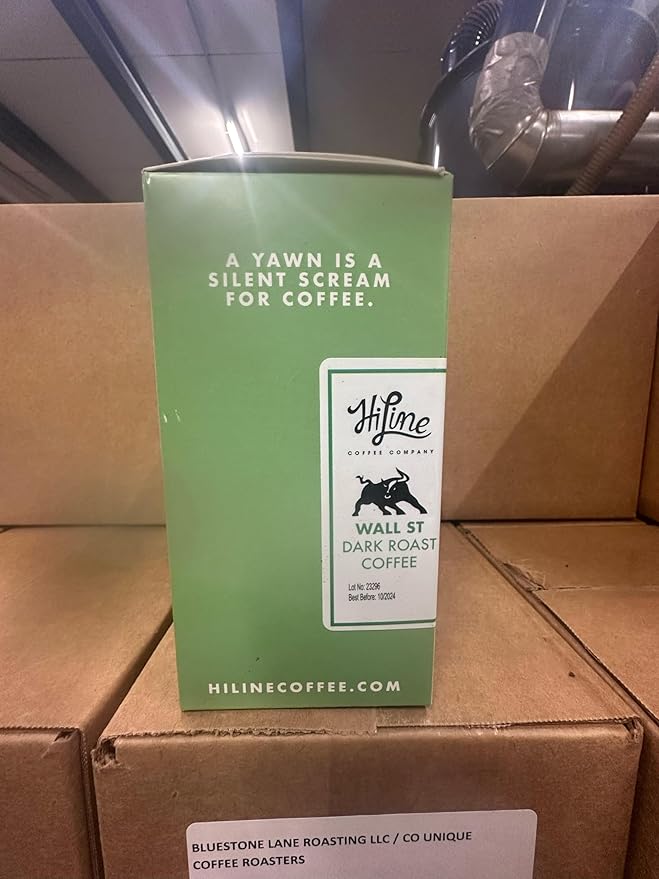 A YAWN IS A
SILENT SCREAM
FOR COFFEE.
HiLine
COFFEE COMPANY
WALL ST
DARK ROAST
COFFEE
Lot No: 23296
Best Before: 10/2024
HILINECOFFEE.COM
BLUESTONE LANE ROASTING LLC / CO UNIQUE
COFFEE ROASTERS